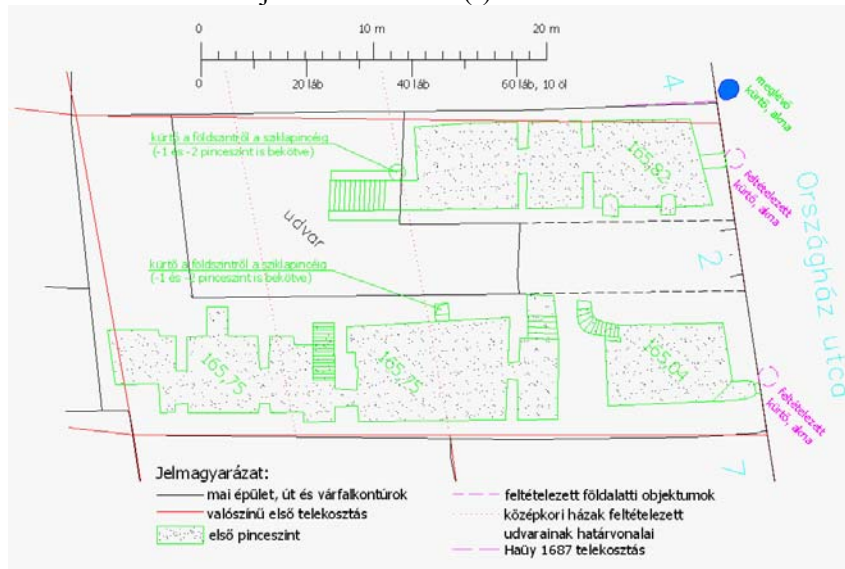 0 10 m 20 m
0 20 láb 40 láb 60 láb, 10 öl
4
meglévő
kürtő, akna
kürtő a földszintről a sziklapincéig
(-1 és -2 pinceszint is bekötve)
165,82
feltételezett
kürtő, akna
Országház utca
udvar
2
kürtő a földszintről a sziklapincéig
(-1 és -2 pinceszint is bekötve)
165,75
165,75
165,04
feltételezett
kürtő, akna
7
Jelmagyarázat:
mai épület, út és várfalkontúrok
valószínű első telekosztás
első pinceszint
feltételezett földalatti objektumok
középkori házak feltételezett
udvarainak határvonalai
Haüy 1687 telekosztás